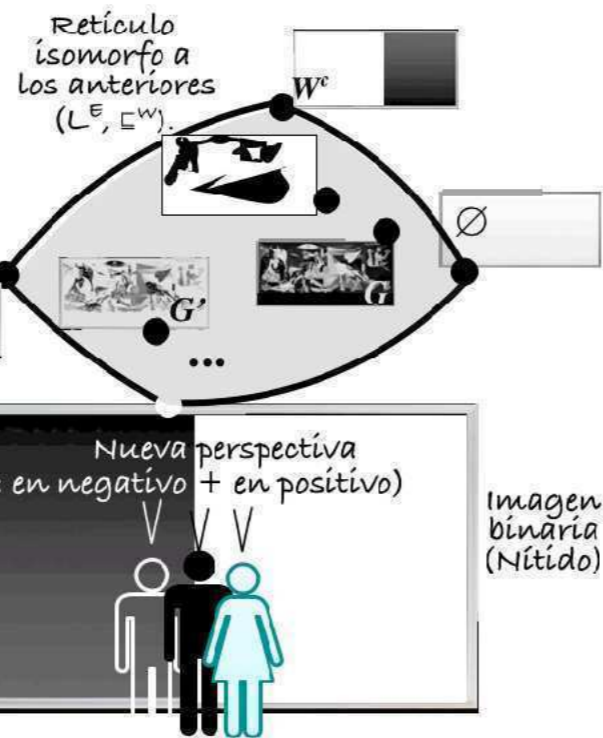 Retículo
isomorfo a
los anteriores
(L^E, ⊑^W).
W^c
∅
G
G'
...
Nueva perspectiva
en negativo + en positivo)
Imagen
binaria
(Nítido)